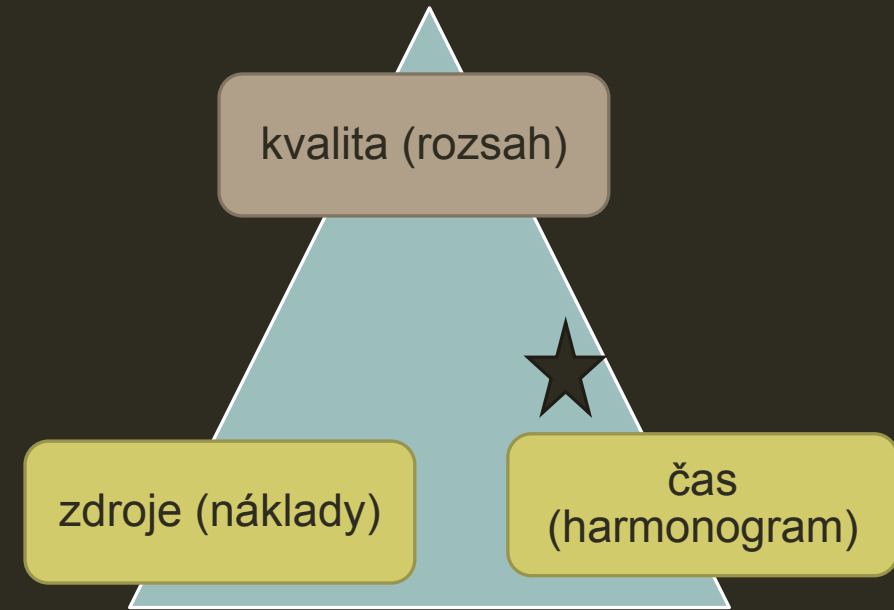 kvalita (rozsah)
zdroje (náklady)
čas
(harmonogram)